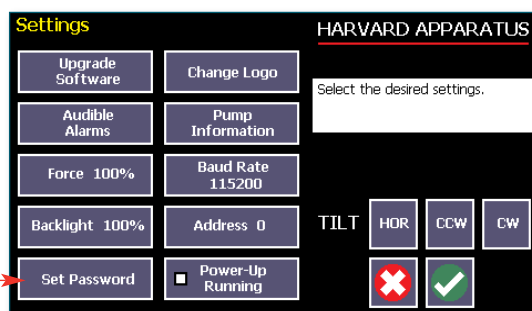 Settings
HARVARD APPARATUS
Upgrade
Software
Change Logo
Select the desired settings.
Audible
Alarms
Pump
Information
Force 100%
Baud Rate
115200
Backlight 100%
Address 0
TILT
HOR
CCW
CW
Set Password
Power-Up
Running